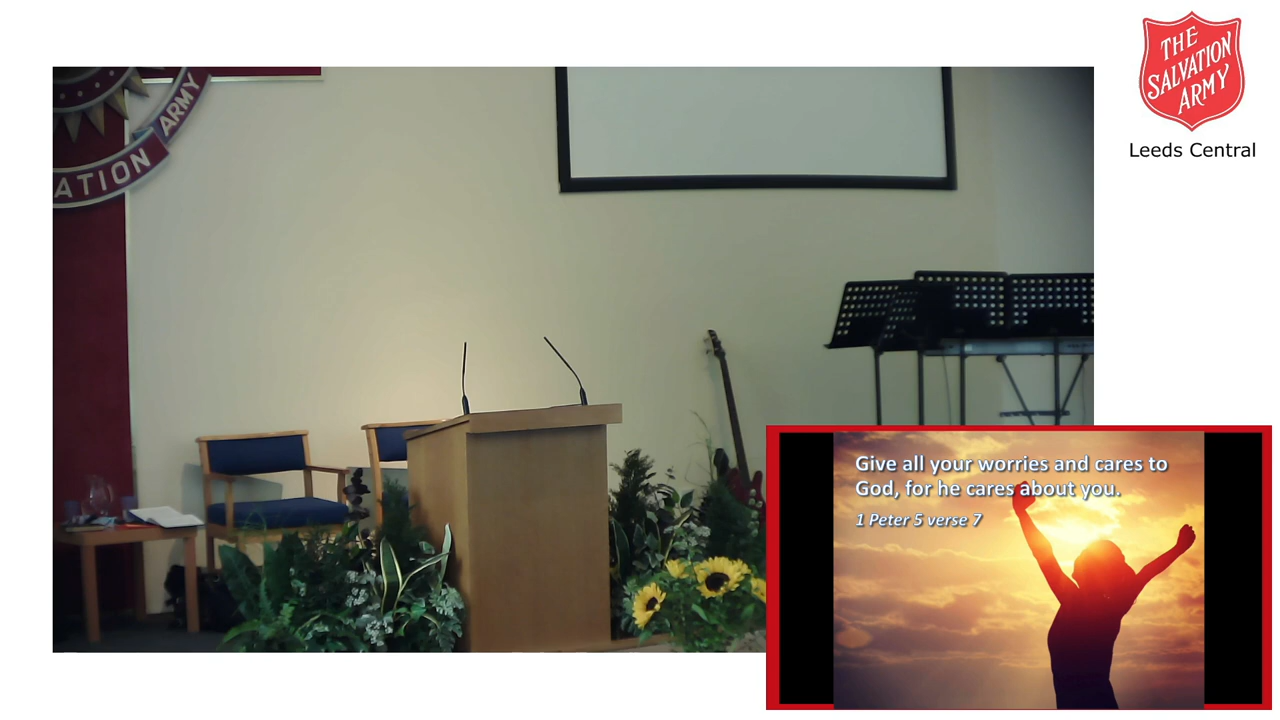 THE
SALVATION
ARMY
Leeds Central
ARMY
ATION
Give all your worries and cares to
God, for he cares about you.
1 Peter 5 verse 7